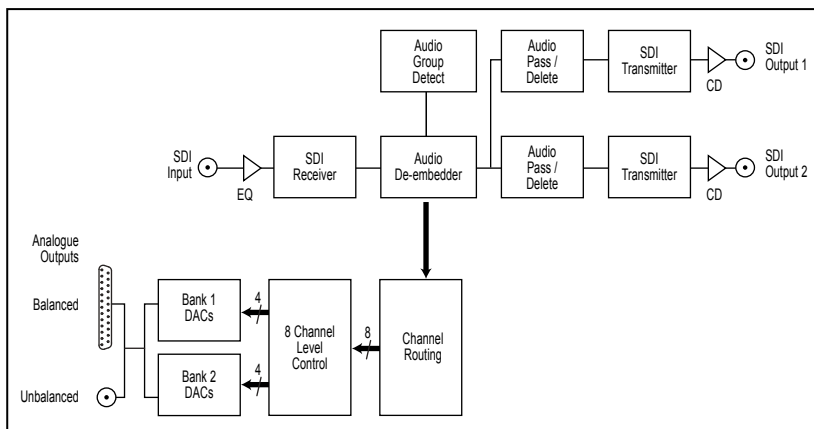 Audio
Group
Detect
Audio
Pass /
Delete
SDI
Transmitter
CD
SDI
Output 1
SDI
Input
EQ
SDI
Receiver
Audio
De-embedder
Audio
Pass /
Delete
SDI
Transmitter
CD
SDI
Output 2
Analogue
Outputs
Balanced
Unbalanced
Bank 1
DACs
Bank 2
DACs
4
4
8 Channel
Level
Control
8
Channel
Routing